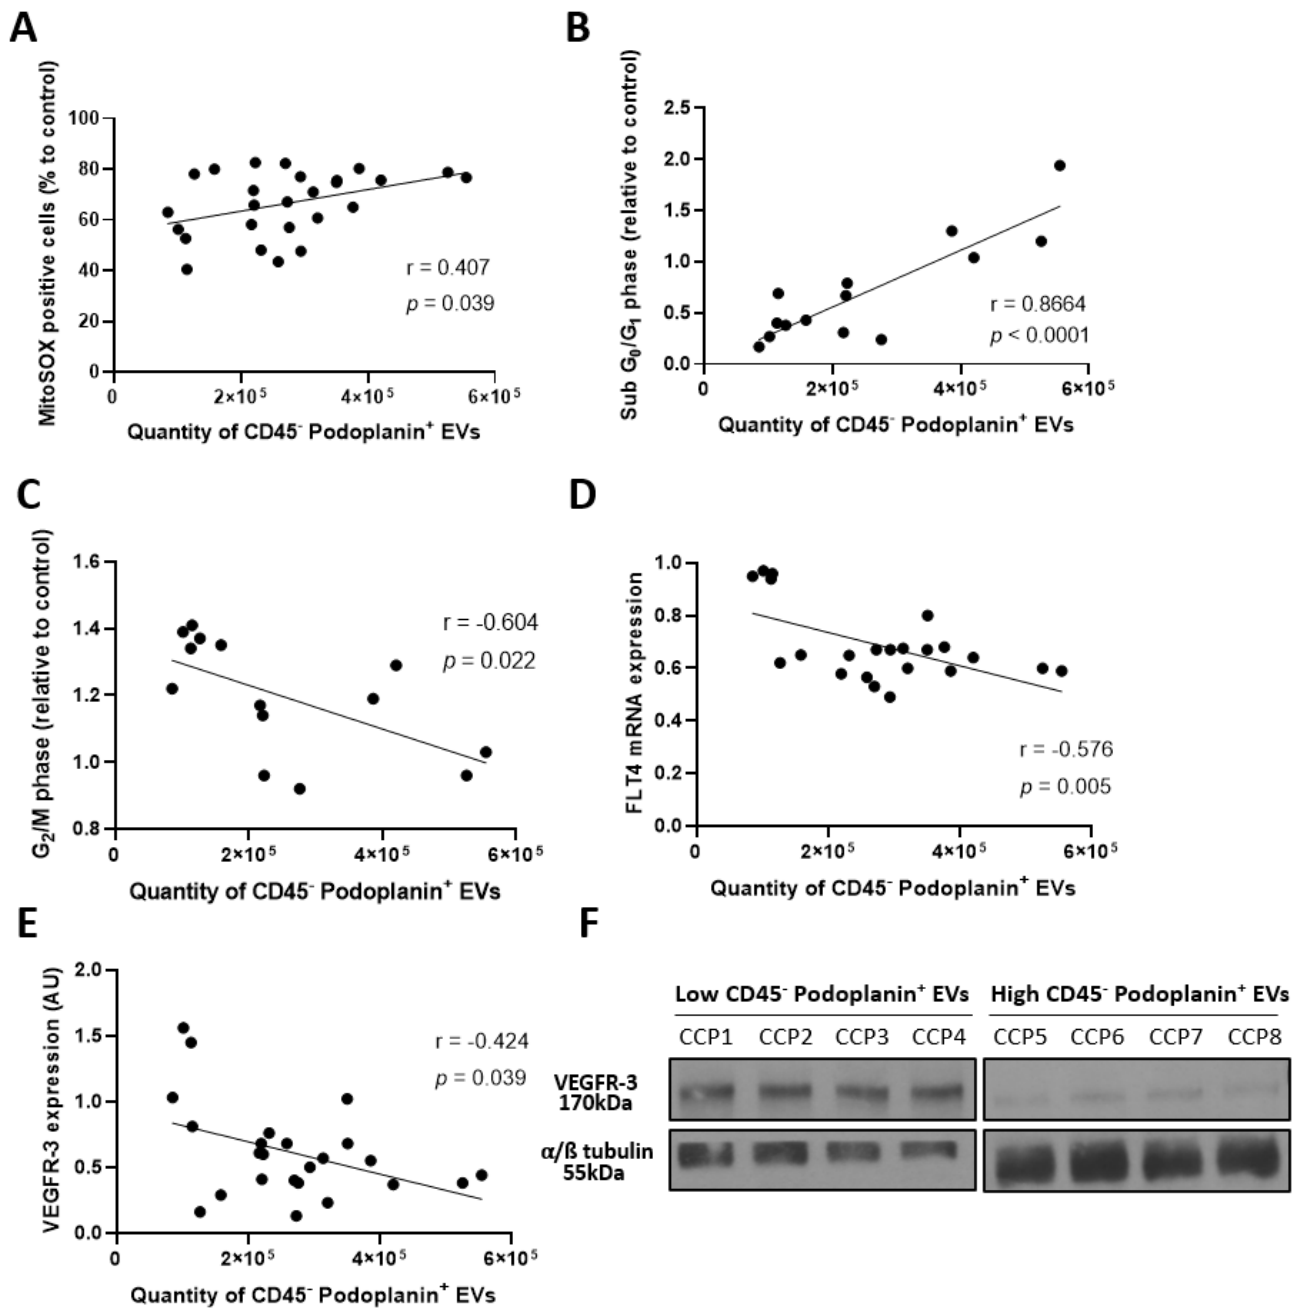 A
MitoSOX positive cells (% to control)
100
80
60
40
20
0
r = 0.407
p = 0.039
0 2×10⁵ 4×10⁵ 6×10⁵
Quantity of CD45⁻ Podoplanin⁺ EVs
B
Sub G₀/G₁ phase (relative to control)
2.5
2.0
1.5
1.0
0.5
0.0
r = 0.8664
p < 0.0001
0 2×10⁵ 4×10⁵ 6×10⁵
Quantity of CD45⁻ Podoplanin⁺ EVs
C
G₂/M phase (relative to control)
1.6
1.4
1.2
1.0
0.8
r = -0.604
p = 0.022
0 2×10⁵ 4×10⁵ 6×10⁵
Quantity of CD45⁻ Podoplanin⁺ EVs
D
FLT4 mRNA expression
1.0
0.8
0.6
0.4
0.2
0.0
r = -0.576
p = 0.005
0 2×10⁵ 4×10⁵ 6×10⁵
Quantity of CD45⁻ Podoplanin⁺ EVs
E
VEGFR-3 expression (AU)
2.0
1.5
1.0
0.5
0.0
r = -0.424
p = 0.039
0 2×10⁵ 4×10⁵ 6×10⁵
Quantity of CD45⁻ Podoplanin⁺ EVs
F
Low CD45⁻ Podoplanin⁺ EVs High CD45⁻ Podoplanin⁺ EVs
CCP1 CCP2 CCP3 CCP4 CCP5 CCP6 CCP7 CCP8
VEGFR-3
170kDa
α/ß tubulin
55kDa